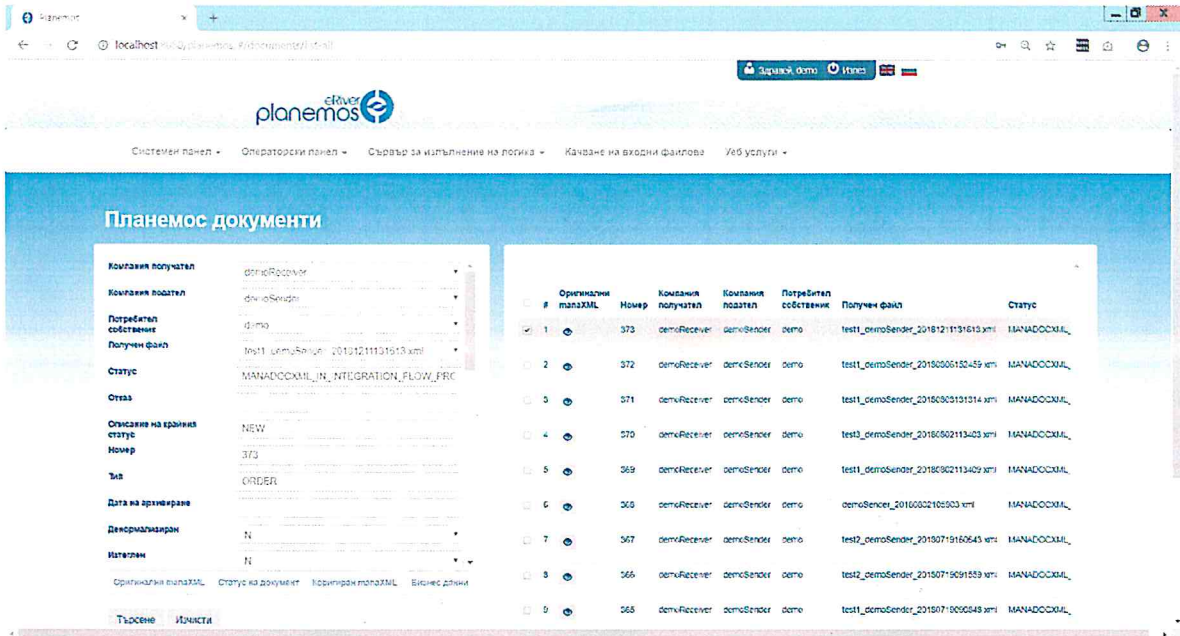 Planemos
localhost
Здравей, demo Изход
eRiver
planemos
Системен панел Операторски панел Сървър за изпълнение на логика Качване на входни файлове Уеб услуги
Планемос документи
Компания получател demoReceiver
Компания подател demoSender
Потребител собственик demo
Получен файл test1_demoSender_20181211131613.xml
Статус MANADOCXML_IN_INTEGRATION_FLOW_PRC
Отказ
Описание на крайния статус NEW
Номер 373
Тип ORDER
Дата на архивиране
Денормализиран N
Изтеглен N
Оригинални manaXML Статус на документ Коригиран manaXML Бизнес данни
Търсене Изчисти
# Оригинални manaXML Номер Компания получател Компания подател Потребител собственик Получен файл Статус
373 demoReceiver demoSender demo test1_demoSender_20181211131613.xml MANADOCXML_
2 372 demoReceiver demoSender demo MANADOCXML_
3 371 demoReceiver demoSender demo MANADOCXML_
4 370 demoReceiver demoSender demo MANADOCXML_
5 369 demoReceiver demoSender demo MANADOCXML_
6 368 demoReceiver demoSender demo MANADOCXML_
7 367 demoReceiver demoSender demo MANADOCXML_
8 366 demoReceiver demoSender demo MANADOCXML_
9 365 demoReceiver demoSender demo MANADOCXML_